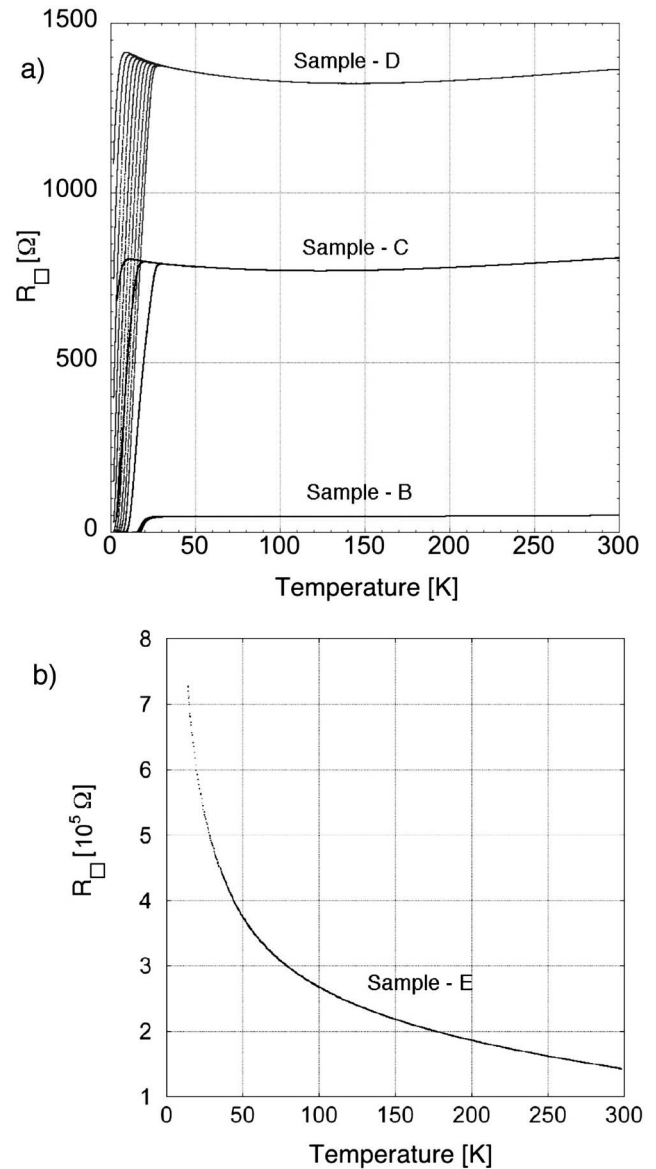 a)
1500
1000
500
0
R□ [Ω]
Sample - D
Sample - C
Sample - B
0 50 100 150 200 250 300
Temperature [K]
b)
8
7
6
5
4
3
2
1
R□ [10⁵ Ω]
Sample - E
0 50 100 150 200 250 300
Temperature [K]